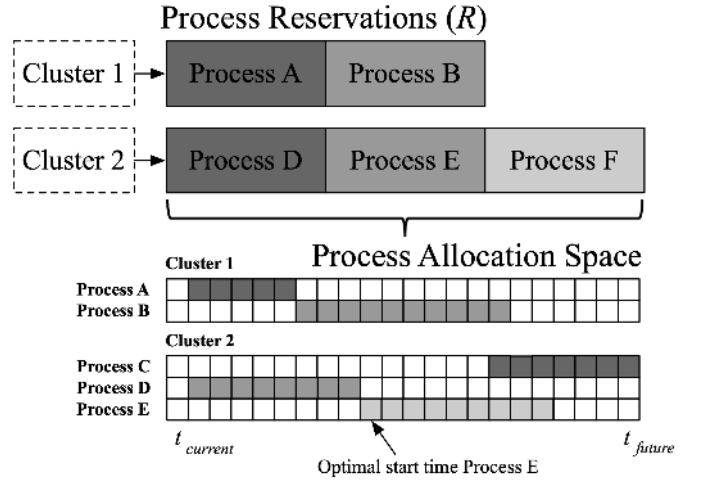 Process Reservations (R)
Cluster 1
Process A
Process B
Cluster 2
Process D
Process E
Process F
Process Allocation Space
Cluster 1
Process A
Process B
Cluster 2
Process C
Process D
Process E
t current
t future
Optimal start time Process E